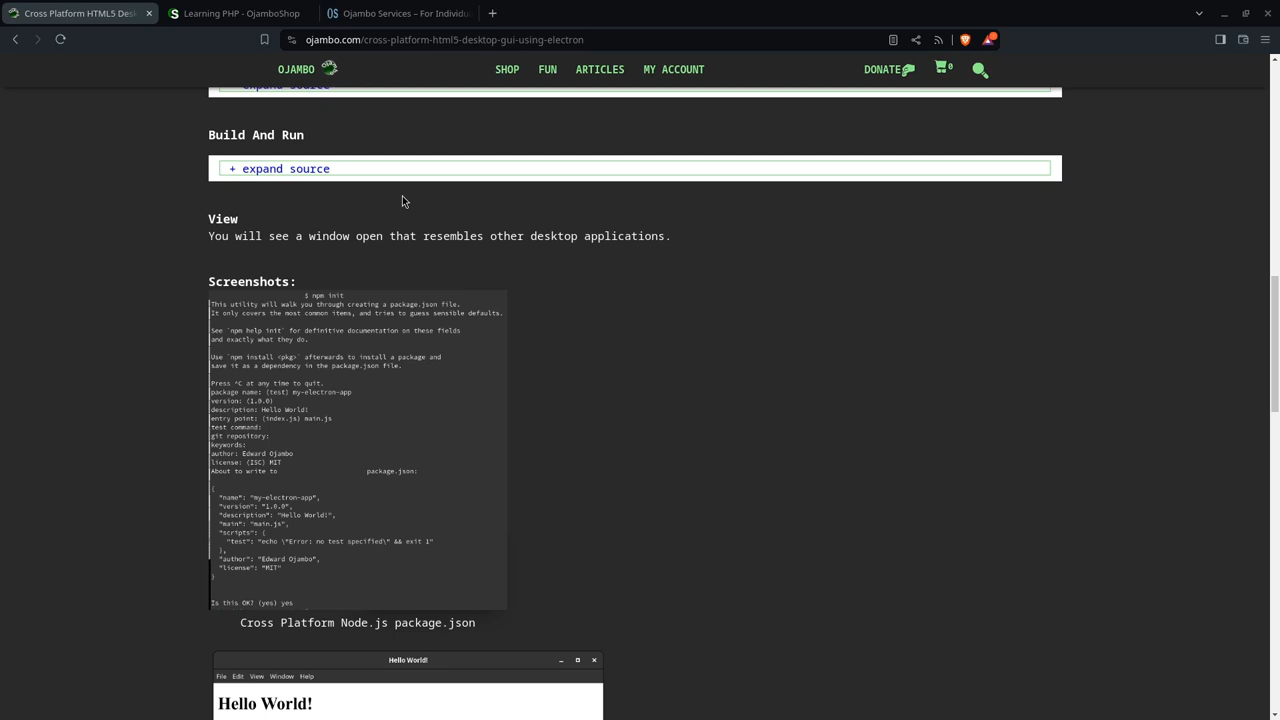 Cross Platform HTML5 Des
Learning PHP - OjamboShop
Ojambo Services – For Individu
ojambo.com/cross-platform-html5-desktop-gui-using-electron
OJAMBO
SHOP
FUN
ARTICLES
MY ACCOUNT
DONATE
0
expand source
Build And Run
+ expand source
View
You will see a window open that resembles other desktop applications.
Screenshots:
$ npm init
This utility will walk you through creating a package.json file.
It only covers the most common items, and tries to guess sensible defaults.
See `npm help init` for definitive documentation on these fields
and exactly what they do.
Use `npm install <pkg>` afterwards to install a package and
save it as a dependency in the package.json file.
Press ^C at any time to quit.
package name: (test) my-electron-app
version: (1.0.0)
description: Hello World!
entry point: (index.js) main.js
test command:
git repository:
keywords:
author: Edward Ojambo
license: (ISC) MIT
About to write to package.json:
{
"name": "my-electron-app",
"version": "1.0.0",
"description": "Hello World!",
"main": "main.js",
"scripts": {
"test": "echo \"Error: no test specified\" && exit 1"
},
"author": "Edward Ojambo",
"license": "MIT"
}
Is this OK? (yes) yes
Cross Platform Node.js package.json
Hello World!
File Edit View Window Help
Hello World!